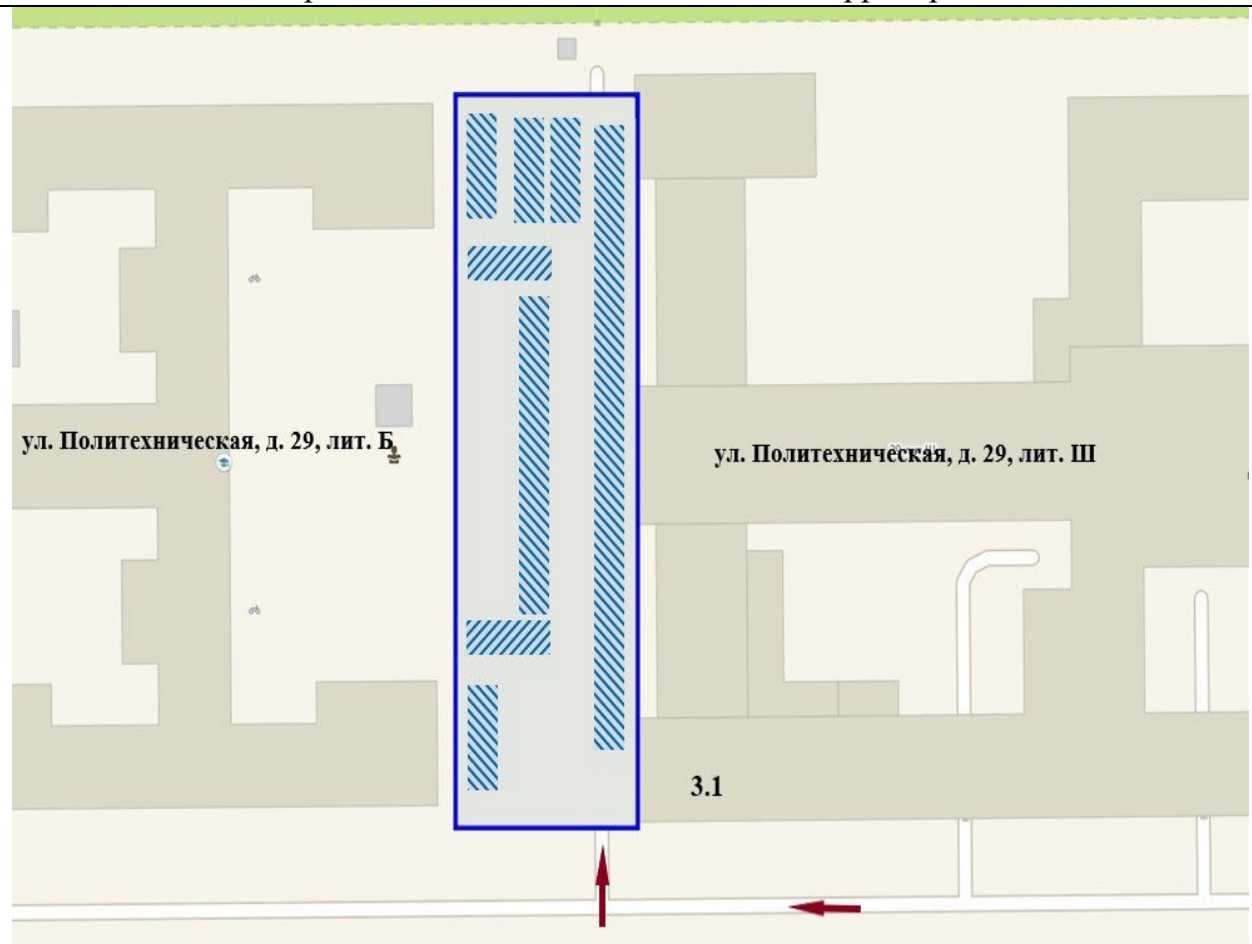 ул. Политехническая, д. 29, лит. Б
ул. Политехническая, д. 29, лит. Ш
3.1